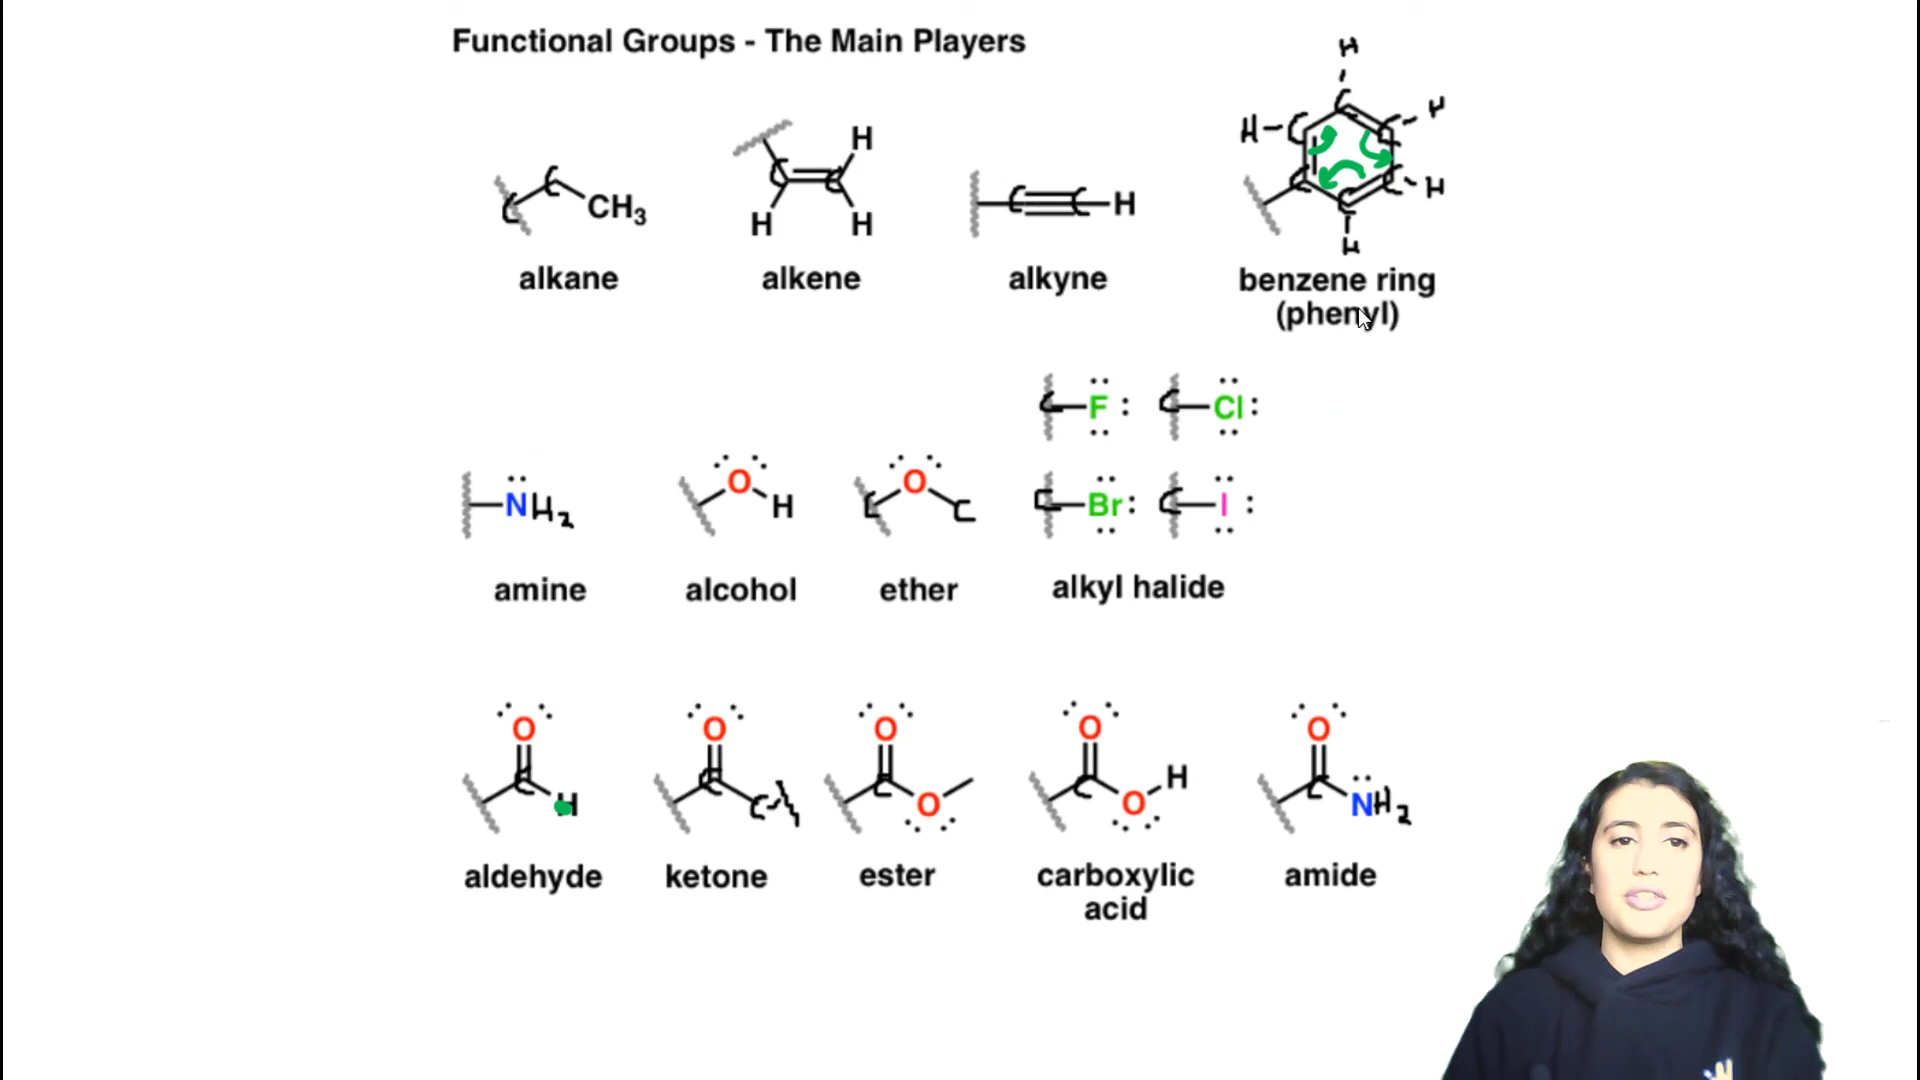 Functional Groups - The Main Players
H
H
H
H
CH3
H
H
H
H
H
alkane
alkene
alkyne
benzene ring
(phenyl)
C
F
C
Cl
O
O
C
Br
C
I
NH2
H
C
C
amine
alcohol
ether
alkyl halide
O
O
O
O
O
C
C
C
C
C
H
C
O
O
H
NH2
aldehyde
ketone
ester
carboxylic
acid
amide